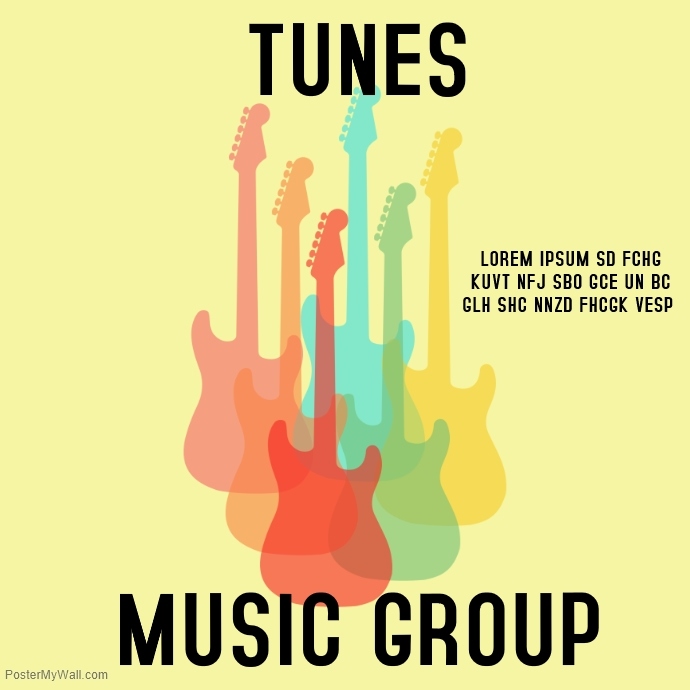 TUNES
LOREM IPSUM SD FCHG
KUVT NFJ SBO GCE UN BC
GLH SHC NNZD FHCGK VESP
MUSIC GROUP
PosterMyWall.com